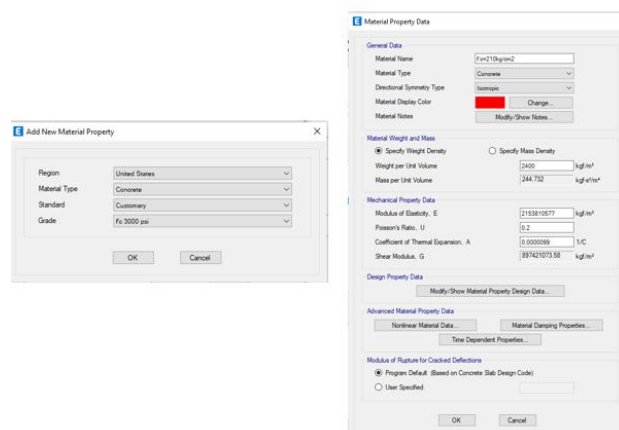 Add New Material Property
Region United States
Material Type Concrete
Standard Customary
Grade f'c 3000 psi
OK Cancel
Material Property Data
General Data
Material Name f'c=210kg/cm2
Material Type Concrete
Directional Symmetry Type Isotropic
Material Display Color Change...
Material Notes Modify/Show Notes...
Material Weight and Mass
Specify Weight Density Specify Mass Density
Weight per Unit Volume 2400 kgf/m³
Mass per Unit Volume 244.732 kgf-s²/m⁴
Mechanical Property Data
Modulus of Elasticity, E 2153810577 kgf/m²
Poisson's Ratio, U 0.2
Coefficient of Thermal Expansion, A 0.0000099 1/C
Shear Modulus, G 897421073.58 kgf/m²
Design Property Data
Modify/Show Material Property Design Data...
Advanced Material Property Data
Nonlinear Material Data... Material Damping Properties...
Time Dependent Properties...
Modulus of Rupture for Cracked Deflections
Program Default (Based on Concrete Slab Design Code)
User Specified
OK Cancel